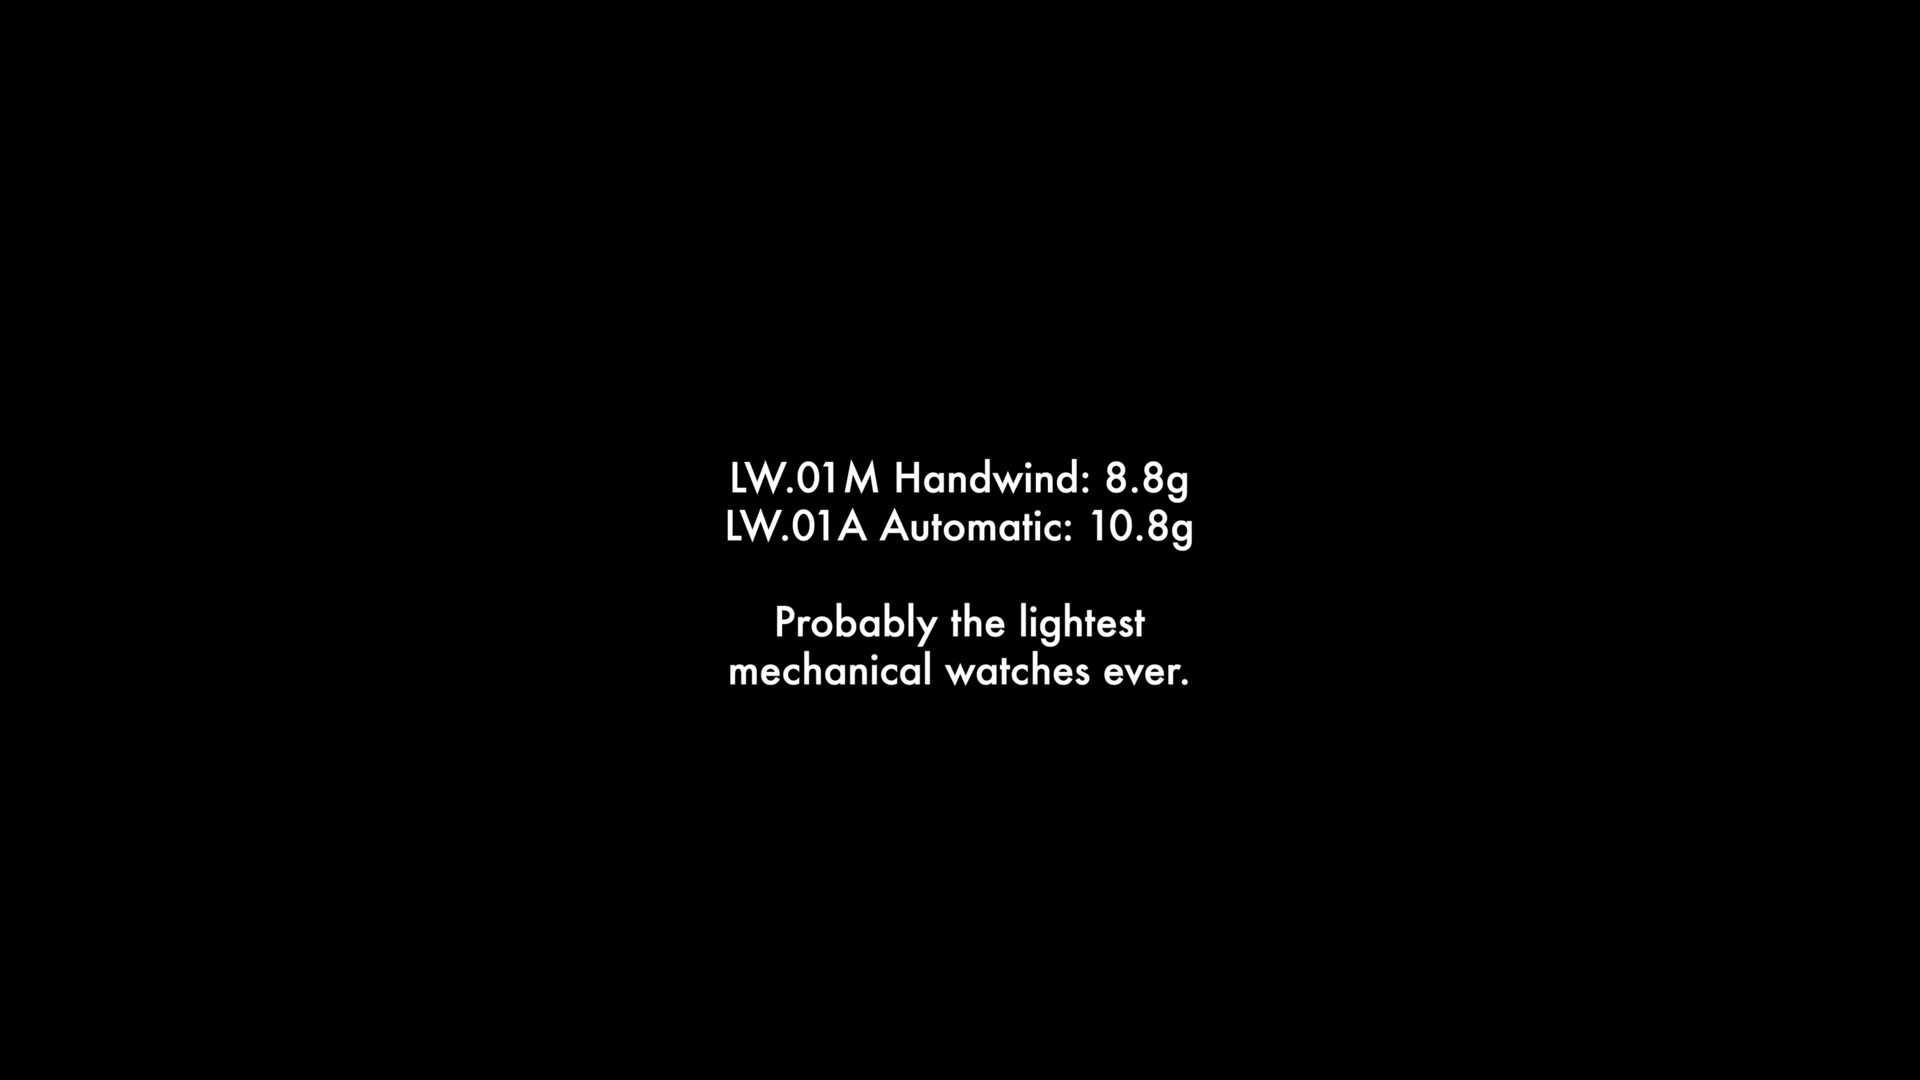 LW.01M Handwind: 8.8g
LW.01A Automatic: 10.8g
Probably the lightest
mechanical watches ever.